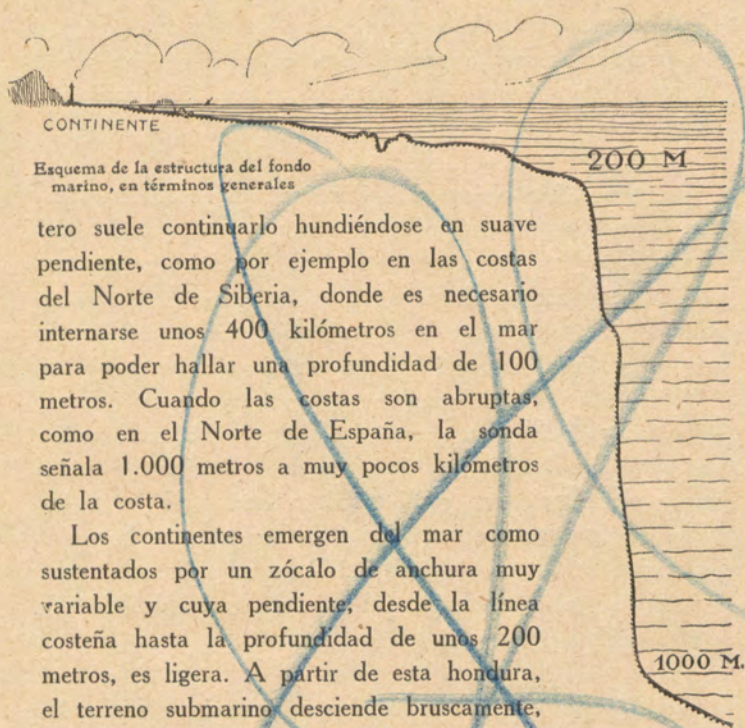 CONTINENTE
200 M
Esquema de la estructura del fondo
marino, en términos generales
tero suele continuarlo hundiéndose en suave
pendiente, como por ejemplo en las costas
del Norte de Siberia, donde es necesario
internarse unos 400 kilómetros en el mar
para poder hallar una profundidad de 100
metros. Cuando las costas son abruptas,
como en el Norte de España, la sonda
señala 1.000 metros a muy pocos kilómetros
de la costa.
Los continentes emergen del mar como
sustentados por un zócalo de anchura muy
variable y cuya pendiente, desde la línea
costeña hasta la profundidad de unos 200
metros, es ligera. A partir de esta hondura,
el terreno submarino desciende bruscamente,
1000 M.